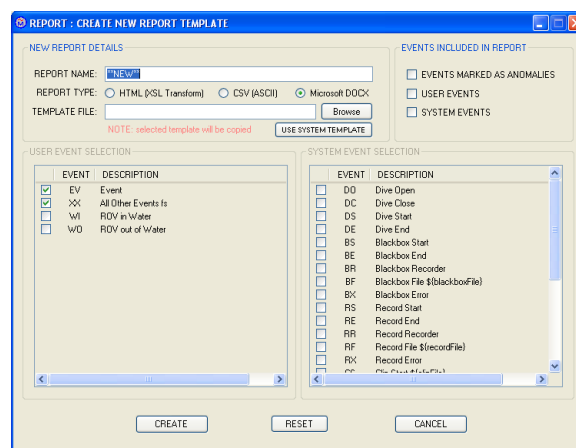 REPORT : CREATE NEW REPORT TEMPLATE
NEW REPORT DETAILS
REPORT NAME: "NEW"
REPORT TYPE: HTML (XSL Transform) CSV (ASCII) Microsoft DOCX
TEMPLATE FILE: Browse
NOTE: selected template will be copied USE SYSTEM TEMPLATE
EVENTS INCLUDED IN REPORT
EVENTS MARKED AS ANOMALIES
USER EVENTS
SYSTEM EVENTS
USER EVENT SELECTION
EVENT DESCRIPTION
EV Event
XX All Other Events fs
WI ROV in Water
WO ROV out of Water
SYSTEM EVENT SELECTION
EVENT DESCRIPTION
DO Dive Open
DC Dive Close
DS Dive Start
DE Dive End
BS Blackbox Start
BE Blackbox End
BR Blackbox Recorder
BF Blackbox File ${blackboxFile}
BX Blackbox Error
RS Record Start
RE Record End
RR Record Recorder
RF Record File ${recordFile}
RX Record Error
CS Clip Start ${clipFile}
CREATE RESET CANCEL